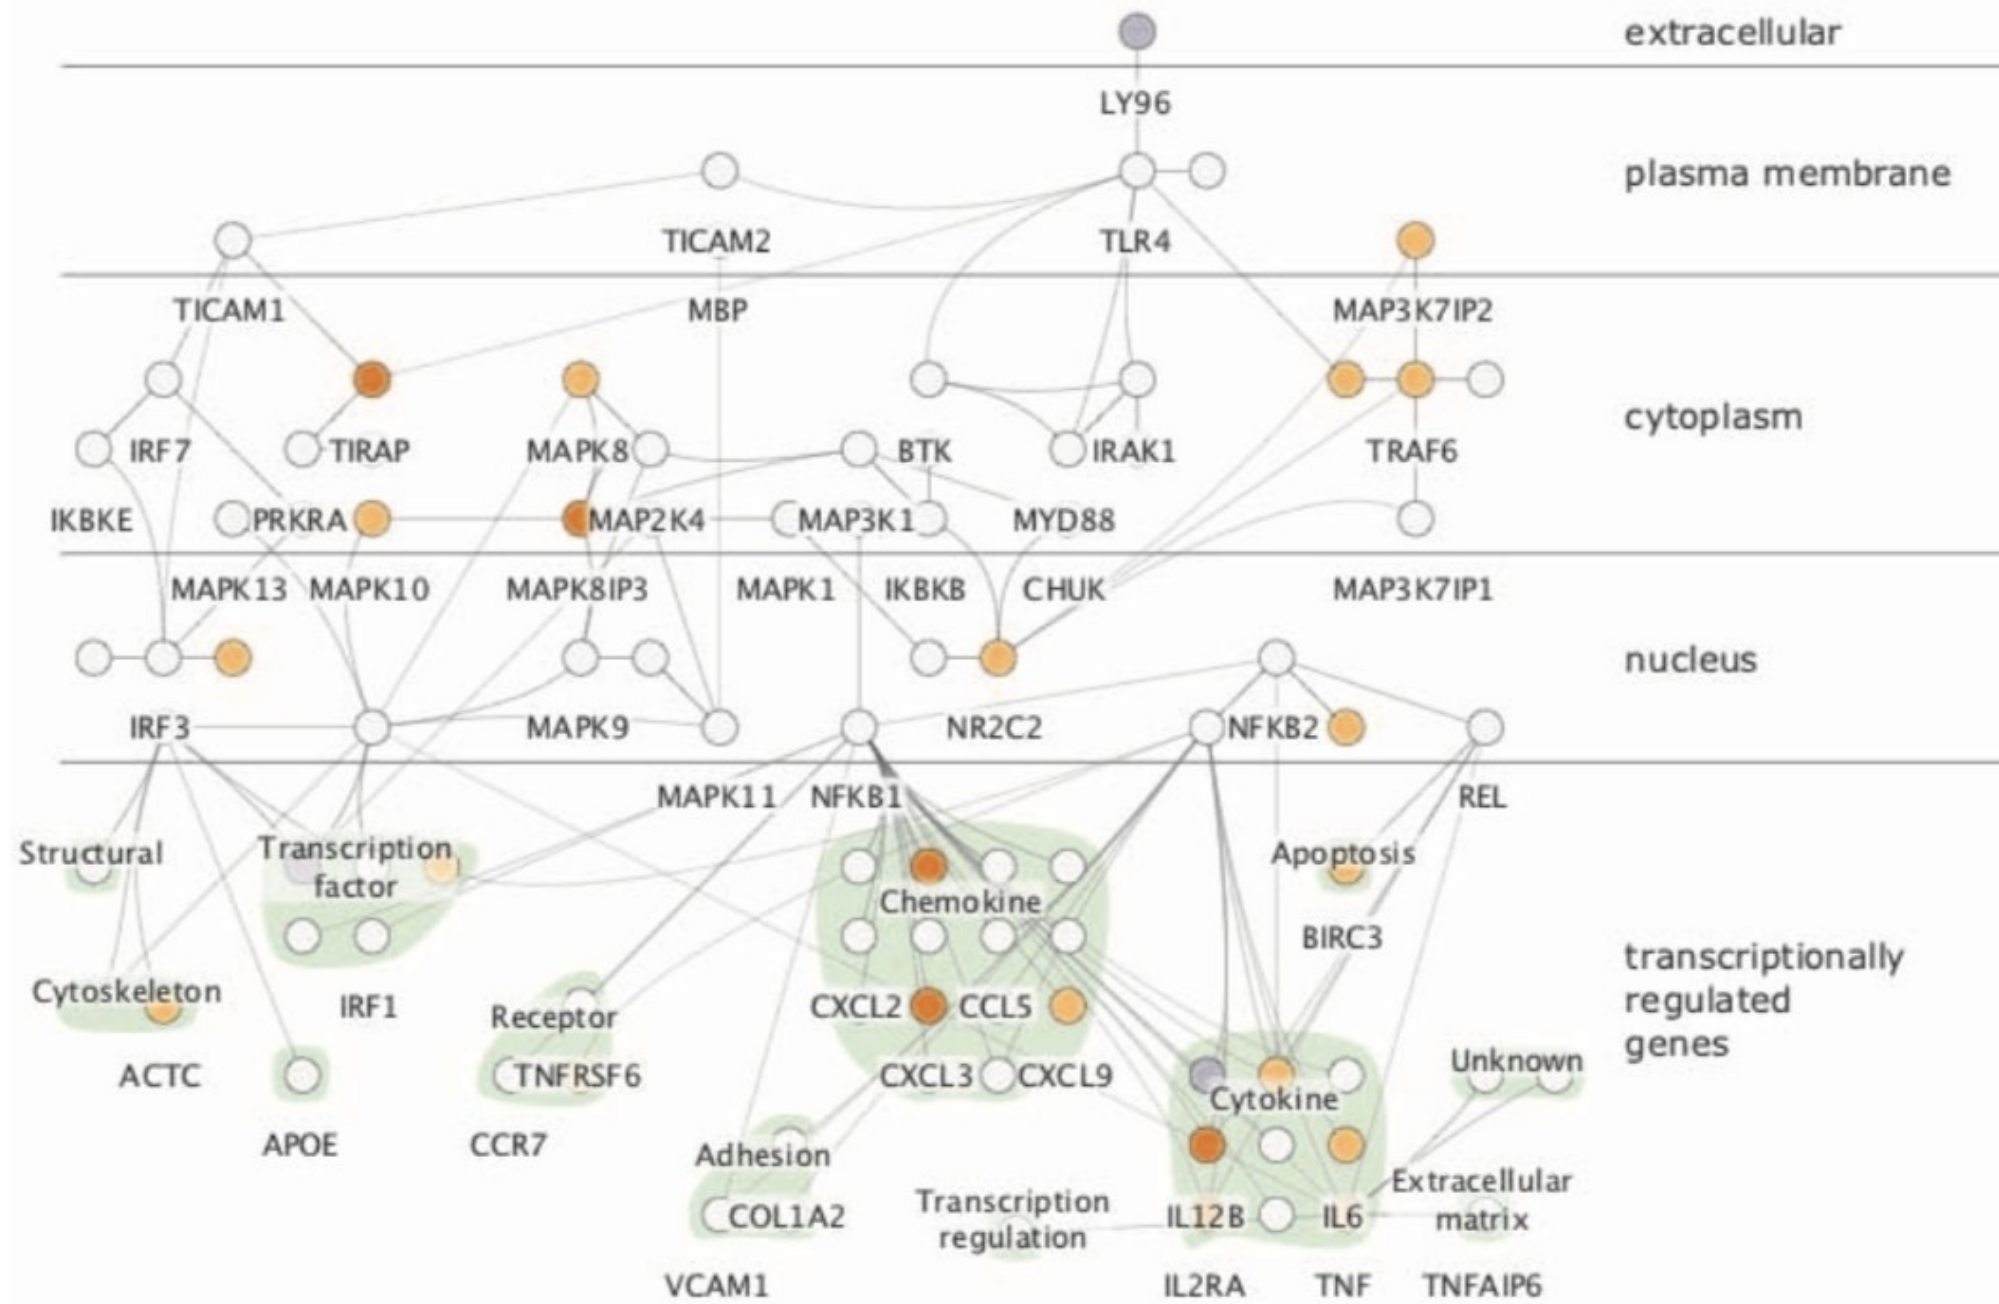 extracellular
LY96
plasma membrane
TICAM2
TLR4
TICAM1
MBP
MAP3K7IP2
cytoplasm
IRF7
TIRAP
MAPK8
BTK
IRAK1
TRAF6
IKBKE
PRKRA
MAP2K4
MAP3K1
MYD88
MAPK13
MAPK10
MAPK8IP3
MAPK1
IKBKB
CHUK
MAP3K7IP1
nucleus
IRF3
MAPK9
NR2C2
NFKB2
MAPK11
NFKB1
REL
Structural
Transcription
factor
Apoptosis
Chemokine
BIRC3
transcriptionally
regulated
genes
Cytoskeleton
IRF1
Receptor
CXCL2
CCL5
ACTC
TNFRSF6
CXCL3
CXCL9
Unknown
Cytokine
APOE
CCR7
Adhesion
Extracellular
matrix
Transcription
regulation
COL1A2
IL12B
IL6
VCAM1
IL2RA
TNF
TNFAIP6